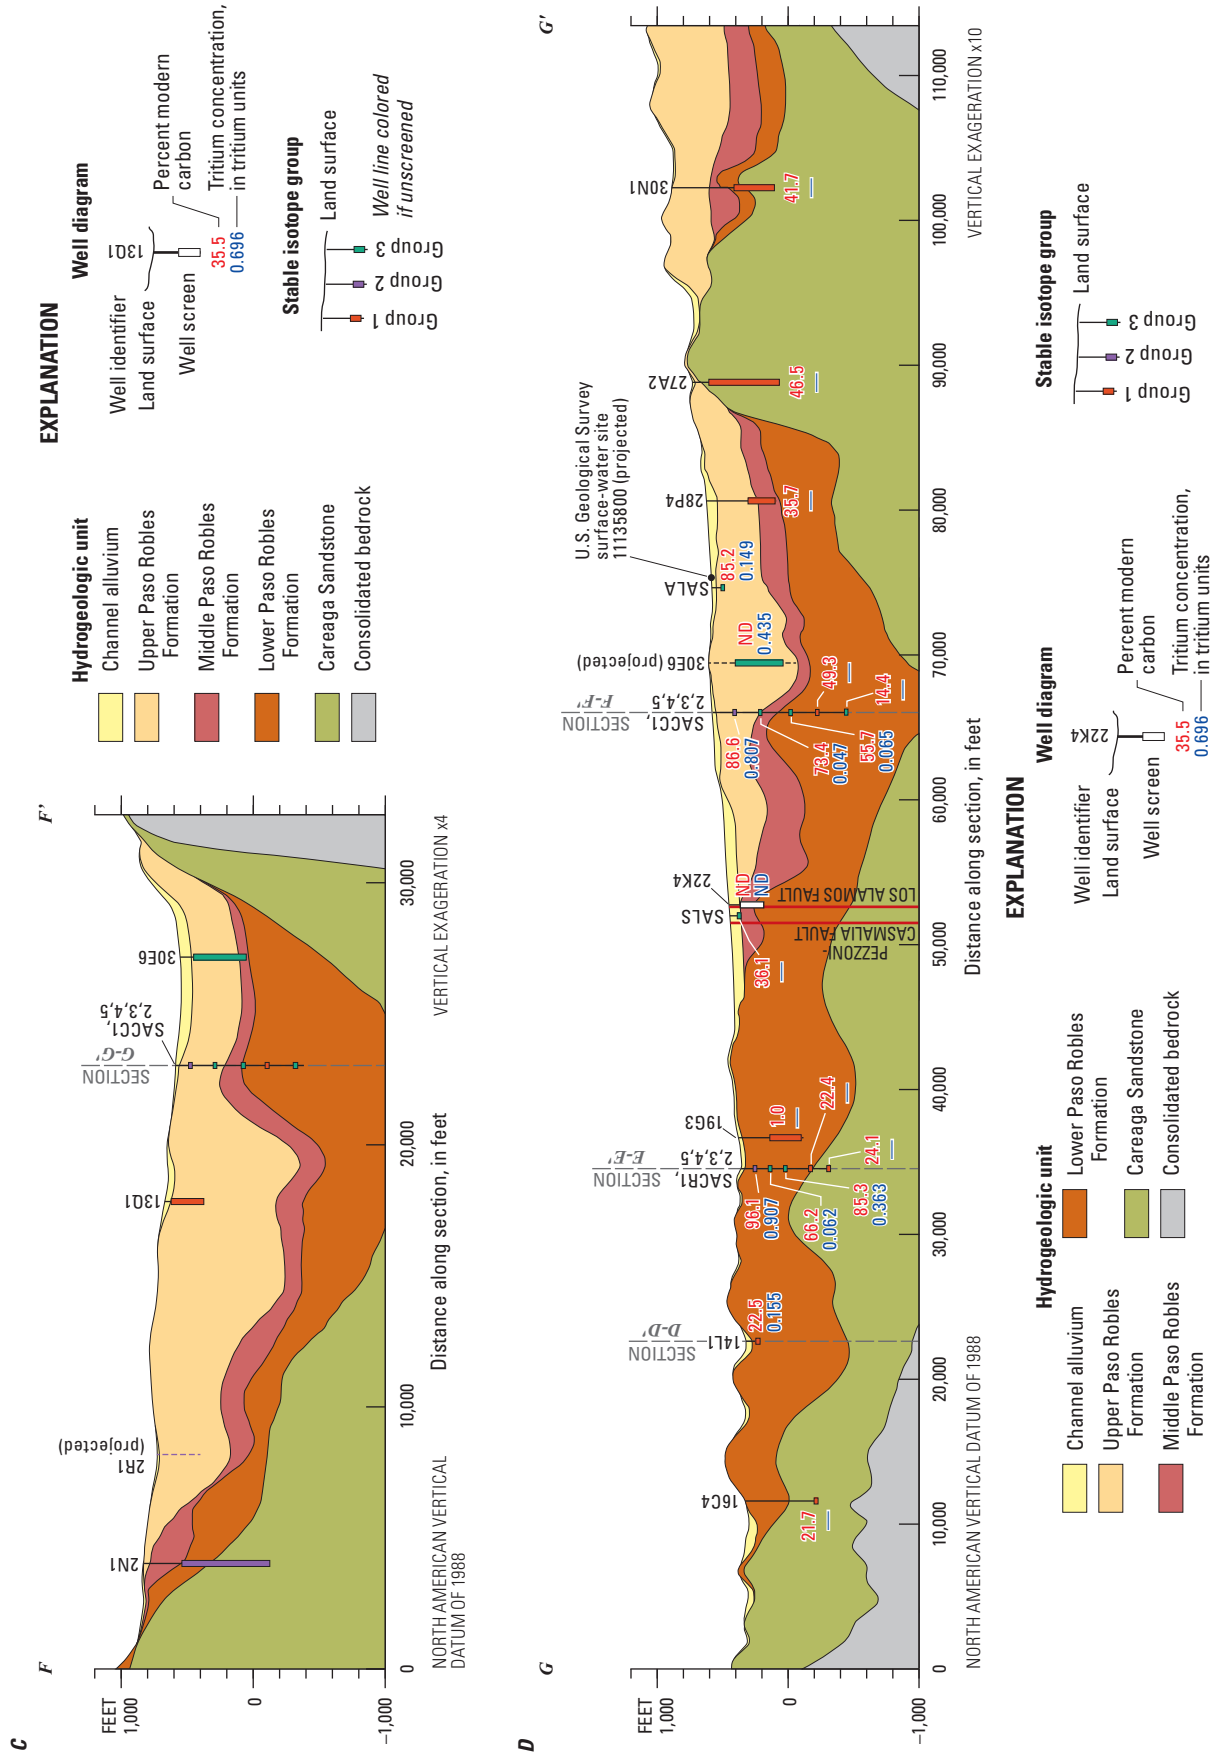 C
F
F'
FEET
1,000
0
–1,000
0
10,000
20,000
30,000
Distance along section, in feet
NORTH AMERICAN VERTICAL
DATUM OF 1988
VERTICAL EXAGERATION x4
2N1
2R1
(projected)
13Q1
SECTION
G-G'
SACC1,
2,3,4,5
30E6
EXPLANATION
Hydrogeologic unit
Channel alluvium
Upper Paso Robles
Formation
Middle Paso Robles
Formation
Lower Paso Robles
Formation
Careaga Sandstone
Consolidated bedrock
Well diagram
Well identifier
13Q1
Land surface
Well screen
35.5
0.696
Percent modern
carbon
Tritium concentration,
in tritium units
Stable isotope group
Land surface
Group 1
Group 2
Group 3
Well line colored
if unscreened
D
G
G'
FEET
1,000
0
–1,000
0
10,000
20,000
30,000
40,000
50,000
60,000
70,000
80,000
90,000
100,000
110,000
Distance along section, in feet
NORTH AMERICAN VERTICAL DATUM OF 1988
VERTICAL EXAGERATION x10
16C4
21.7
—
SECTION
D-D'
14L1
22.5
0.155
SECTION
E-E'
SACR1,
2,3,4,5
96.1
0.907
66.2
0.062
85.3
0.363
22.4
—
24.1
—
19G3
1.0
—
SALS
36.1
—
22K4
ND
ND
PEZZONI-
CASMALIA FAULT
LOS ALAMOS FAULT
SECTION
F-F'
SACC1,
2,3,4,5
86.6
0.807
73.4
0.047
55.7
0.065
49.3
—
14.4
—
30E6 (projected)
ND
0.435
SALA
85.2
0.149
U.S. Geological Survey
surface-water site
11135800 (projected)
28P4
35.7
—
27A2
46.5
—
30N1
41.7
—
EXPLANATION
Hydrogeologic unit
Channel alluvium
Upper Paso Robles
Formation
Middle Paso Robles
Formation
Lower Paso Robles
Formation
Careaga Sandstone
Consolidated bedrock
Well diagram
Well identifier
22K4
Land surface
Well screen
35.5
0.696
Percent modern
carbon
Tritium concentration,
in tritium units
Stable isotope group
Land surface
Group 1
Group 2
Group 3